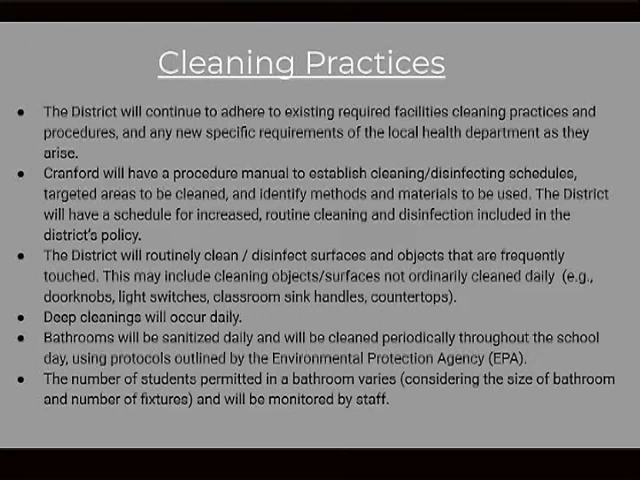 Cleaning Practices
● The District will continue to adhere to existing required facilities cleaning practices and
procedures, and any new specific requirements of the local health department as they
arise.
● Cranford will have a procedure manual to establish cleaning/disinfecting schedules,
targeted areas to be cleaned, and identify methods and materials to be used. The District
will have a schedule for increased, routine cleaning and disinfection included in the
district's policy.
● The District will routinely clean / disinfect surfaces and objects that are frequently
touched. This may include cleaning objects/surfaces not ordinarily cleaned daily (e.g.,
doorknobs, light switches, classroom sink handles, countertops).
● Deep cleanings will occur daily.
● Bathrooms will be sanitized daily and will be cleaned periodically throughout the school
day, using protocols outlined by the Environmental Protection Agency (EPA).
● The number of students permitted in a bathroom varies (considering the size of bathroom
and number of fixtures) and will be monitored by staff.